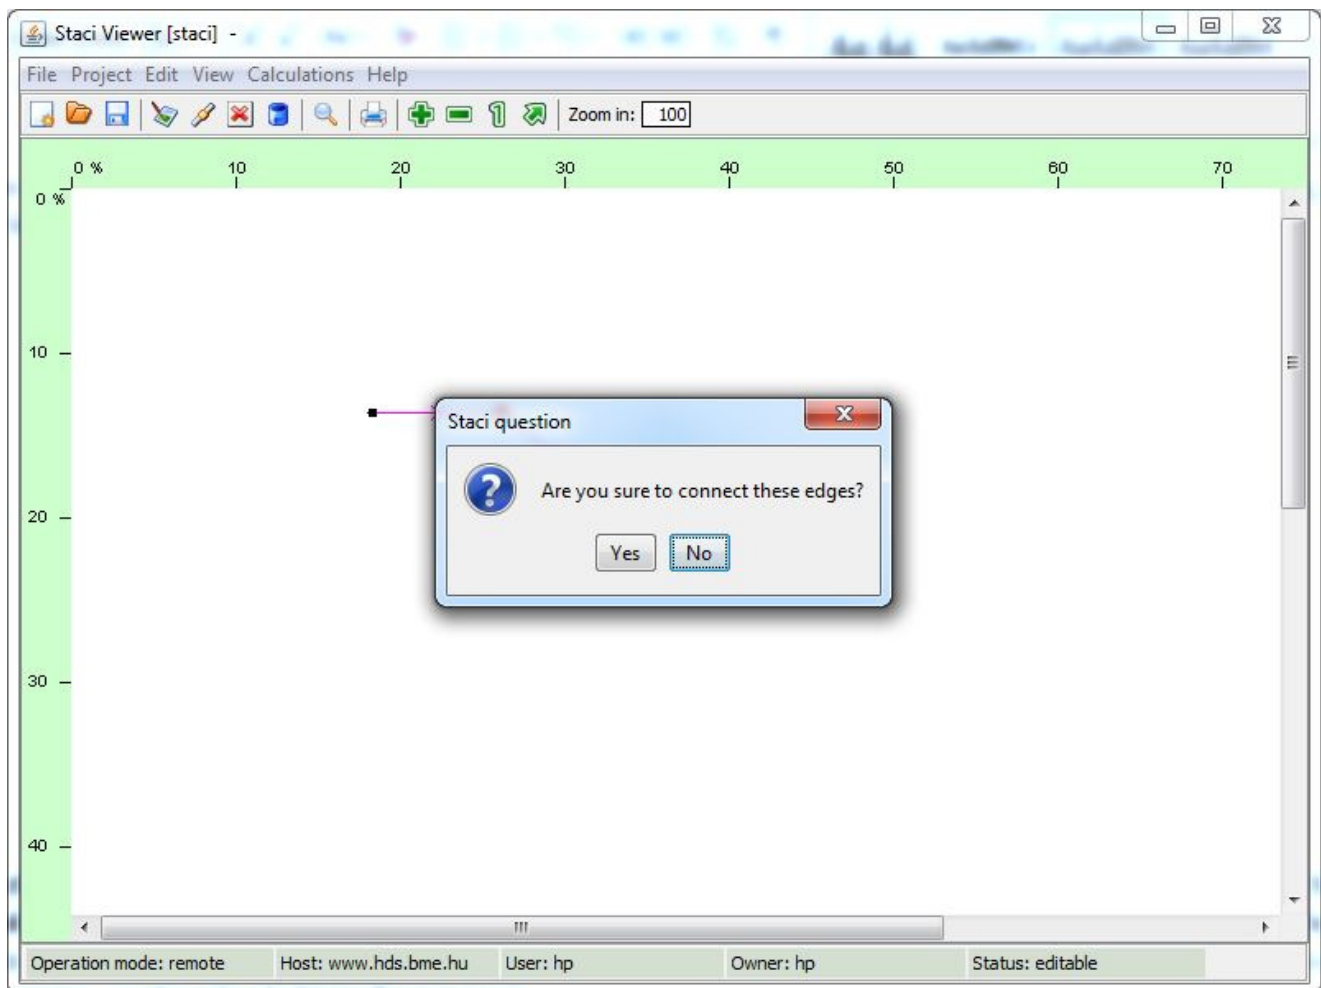 Staci Viewer [staci] -
File Project Edit View Calculations Help
Zoom in: 100
0 % 10 20 30 40 50 60 70
0 %
10
20
30
40
Staci question
Are you sure to connect these edges?
Yes No
Operation mode: remote Host: www.hds.bme.hu User: hp Owner: hp Status: editable